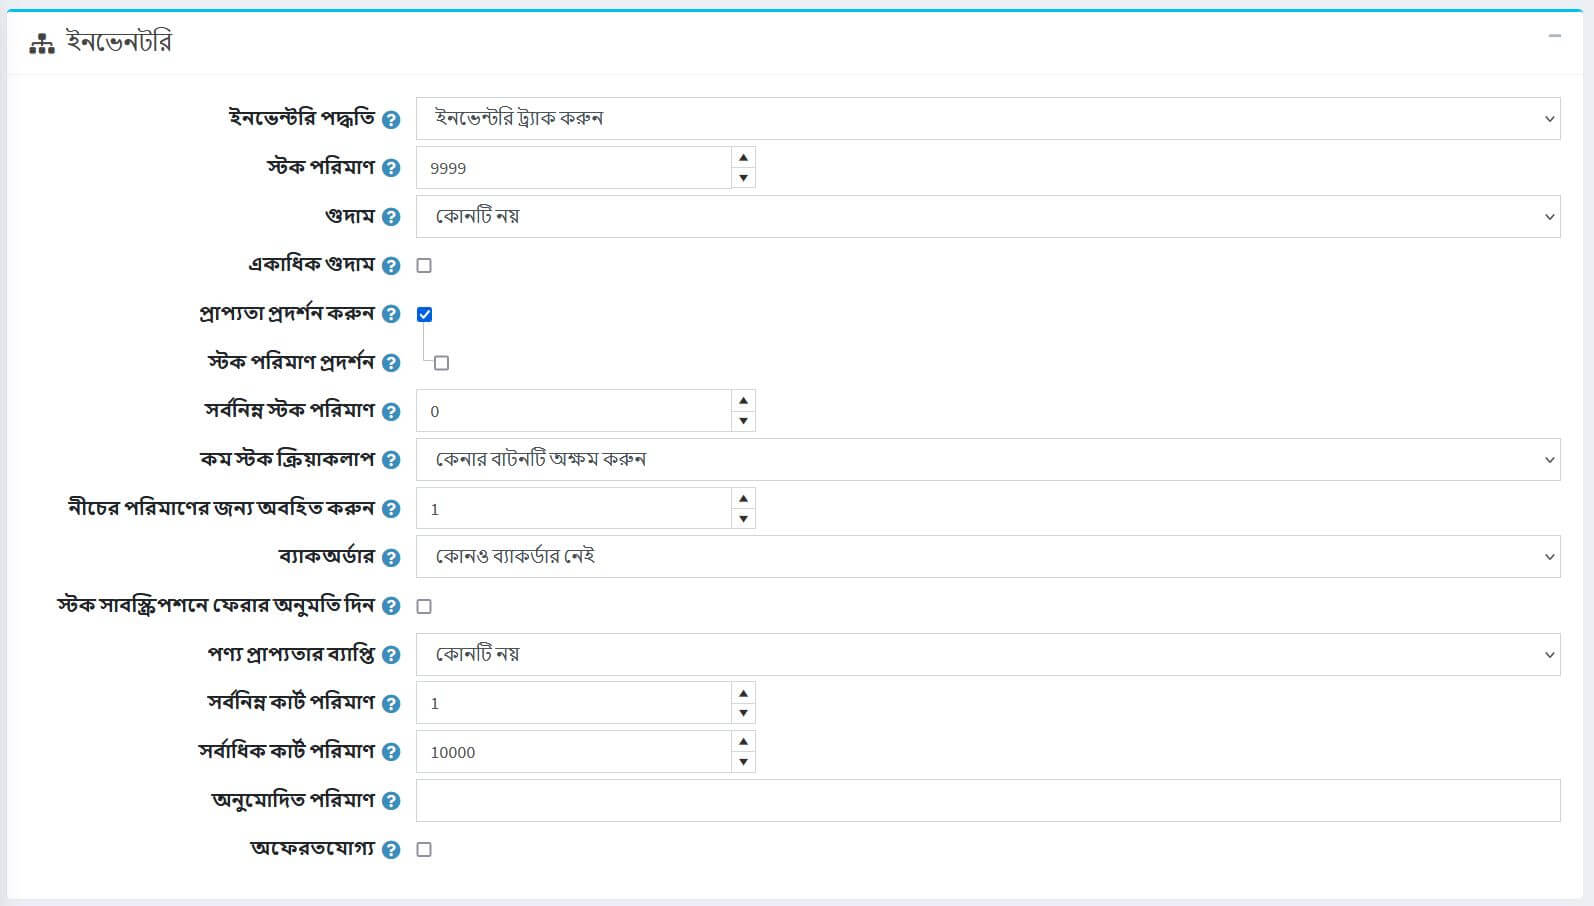 ইনভেনটরি
ইনভেন্টরি পদ্ধতি ইনভেন্টরি ট্র্যাক করুন
স্টক পরিমাণ 9999
গুদাম কোনটি নয়
একাধিক গুদাম
প্রাপ্যতা প্রদর্শন করুন
স্টক পরিমাণ প্রদর্শন
সর্বনিম্ন স্টক পরিমাণ 0
কম স্টক ক্রিয়াকলাপ কেনার বাটনটি অক্ষম করুন
নীচের পরিমাণের জন্য অবহিত করুন 1
ব্যাকঅর্ডার কোনও ব্যাকর্ডার নেই
স্টক সাবস্ক্রিপশনে ফেরার অনুমতি দিন
পণ্য প্রাপ্যতার ব্যাপ্তি কোনটি নয়
সর্বনিম্ন কার্ট পরিমাণ 1
সর্বাধিক কার্ট পরিমাণ 10000
অনুমোদিত পরিমাণ
অফেরতযোগ্য